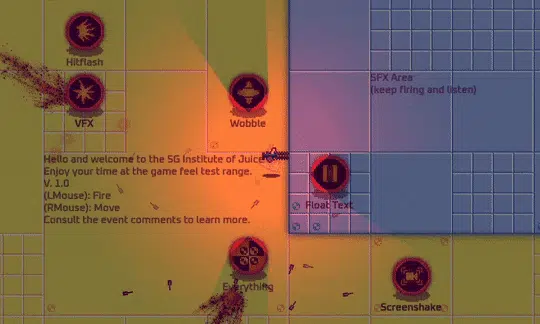 Hitflash
VFX
Wobble
SFX Area
(keep firing and listen)
Hello and welcome to the SG Institute of Juice
Enjoy your time at the game feel test range.
V. 1.0
(LMouse): Fire
(RMouse): Move
Consult the event comments to learn more.
Float Text
Everything
Screenshake